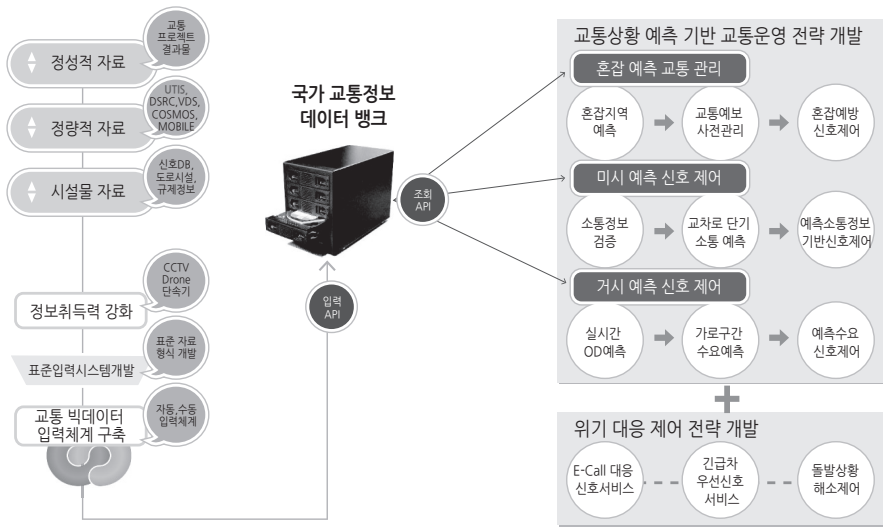 교통
프로젝트
결과물
정성적 자료
UTIS,
DSRC,VDS,
COSMOS,
MOBILE
정량적 자료
신호DB,
도로시설,
규제정보
시설물 자료
CCTV
Drone
단속기
정보취득력 강화
표준 자료
형식 개발
표준입력시스템개발
자동,수동
입력체계
교통 빅데이터
입력체계 구축
국가 교통정보
데이터 뱅크
조회
API
입력
API
교통상황 예측 기반 교통운영 전략 개발
혼잡 예측 교통 관리
혼잡지역
예측
교통예보
사전관리
혼잡예방
신호제어
미시 예측 신호 제어
소통정보
검증
교차로 단기
소통 예측
예측소통정보
기반신호제어
거시 예측 신호 제어
실시간
OD예측
가로구간
수요예측
예측수요
신호제어
위기 대응 제어 전략 개발
E-Call 대응
신호서비스
긴급차
우선신호
서비스
돌발상황
해소제어